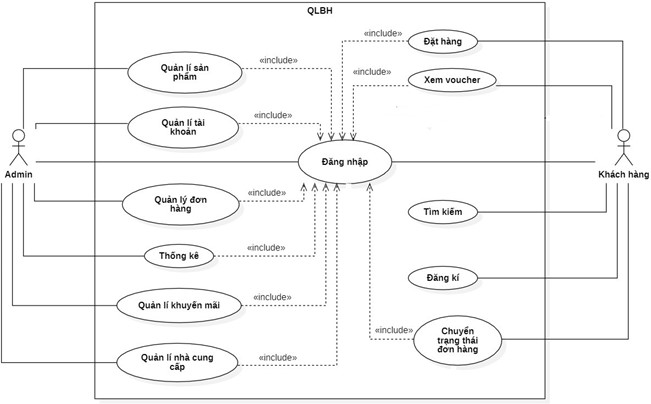 QLBH
«include»
Đặt hàng
Quản lí sản
phẩm
«include»
«include»
Xem voucher
Quản lí tài
khoản
«include»
Đăng nhập
Admin
Khách hàng
Quản lý đơn
hàng
«include»
Tìm kiếm
Thống kê
«include»
Đăng kí
Quản lí khuyến mãi
«include»
Chuyển
trạng thái
đơn hàng
«include»
Quản lí nhà cung
cấp
«include»